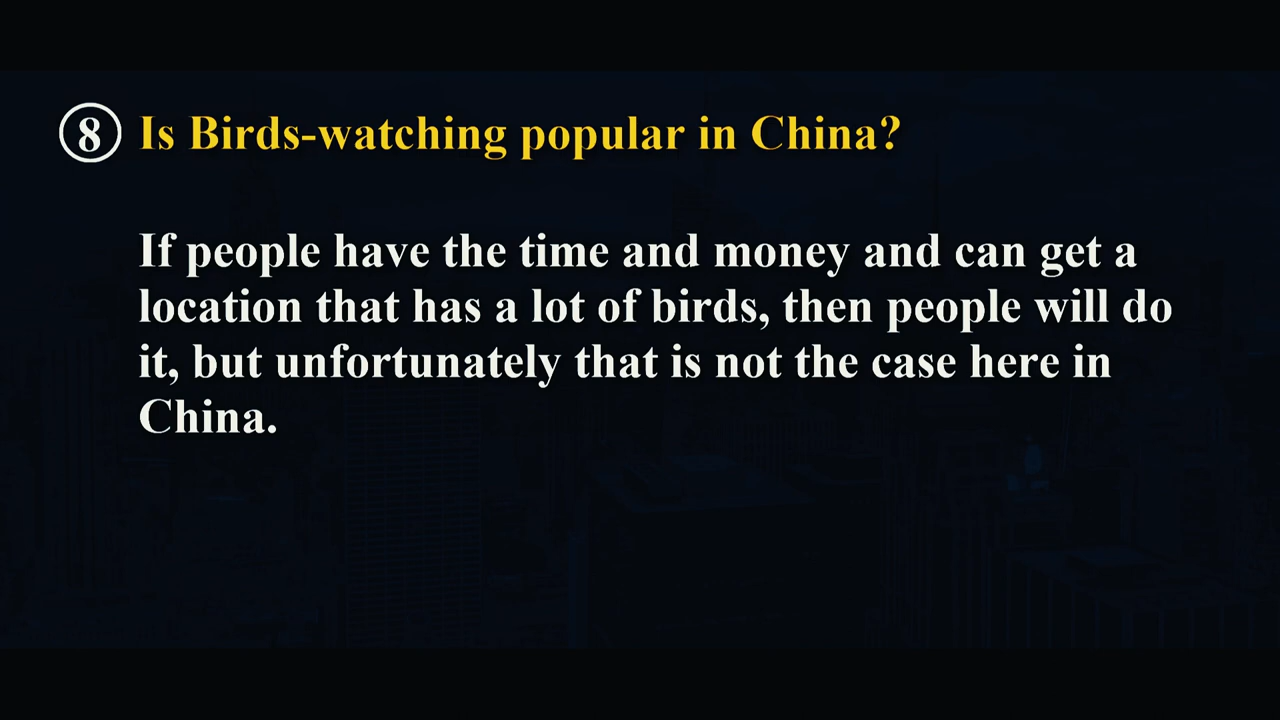 8 Is Birds-watching popular in China?
If people have the time and money and can get a
location that has a lot of birds, then people will do
it, but unfortunately that is not the case here in
China.